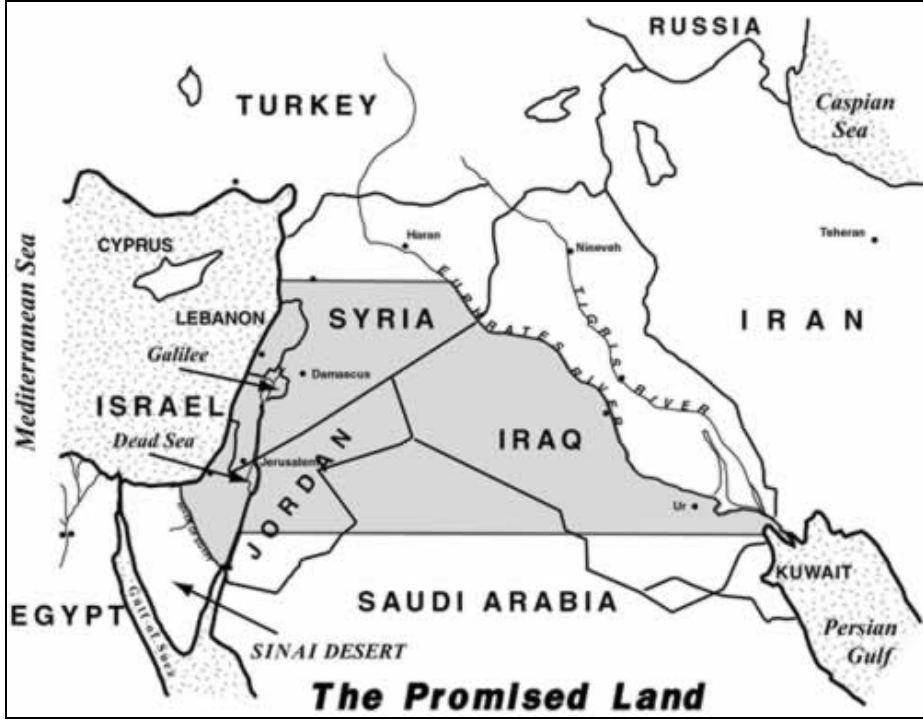 RUSSIA
Caspian
Sea
TURKEY
Haran
Nineveh
Teheran
CYPRUS
Mediterranean Sea
EUPHRATES RIVER
TIGRIS RIVER
IRAN
LEBANON
SYRIA
Galilee
Damascus
ISRAEL
IRAQ
Dead Sea
Jerusalem
JORDAN
Ur
KUWAIT
EGYPT
Gulf of Suez
SAUDI ARABIA
Persian
Gulf
SINAI DESERT
The Promised Land